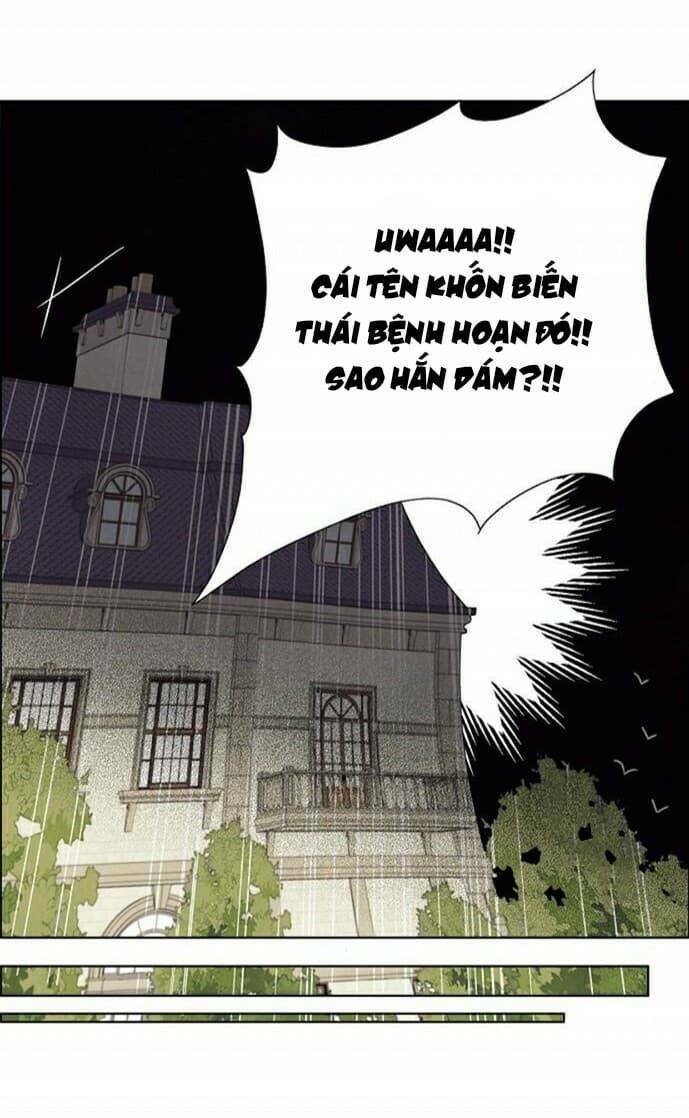 UWAAAA!!
CÁI TÊN KHỐN BIẾN
THÁI BỆNH HOẠN ĐÓ!!
SAO HẮN DÁM?!!